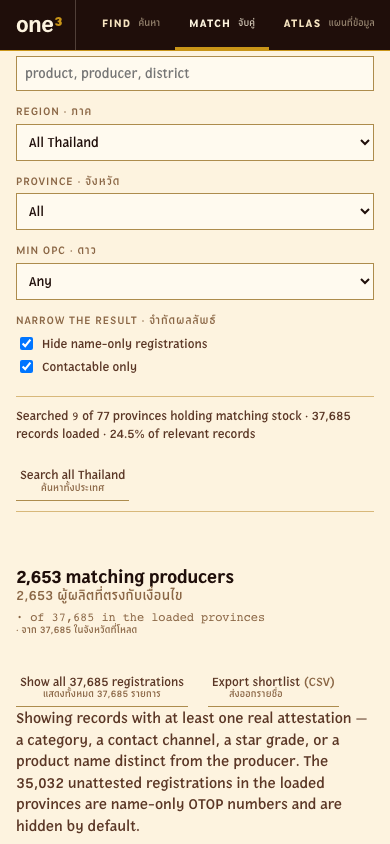 one³
FIND ค้นหา
MATCH จับคู่
ATLAS แผนที่ข้อมูล
product, producer, district
REGION · ภาค
All Thailand
PROVINCE · จังหวัด
All
MIN OPC · ดาว
Any
NARROW THE RESULT · จำกัดผลลัพธ์
Hide name-only registrations
Contactable only
Searched 9 of 77 provinces holding matching stock · 37,685
records loaded · 24.5% of relevant records
Search all Thailand
ค้นหาทั้งประเทศ
2,653 matching producers
2,653 ผู้ผลิตที่ตรงกับเงื่อนไข
· of 37,685 in the loaded provinces
· จาก 37,685 ในจังหวัดที่โหลด
Show all 37,685 registrations
แสดงทั้งหมด 37,685 รายการ
Export shortlist (CSV)
ส่งออกรายชื่อ
Showing records with at least one real attestation —
a category, a contact channel, a star grade, or a
product name distinct from the producer. The
35,032 unattested registrations in the loaded
provinces are name-only OTOP numbers and are
hidden by default.